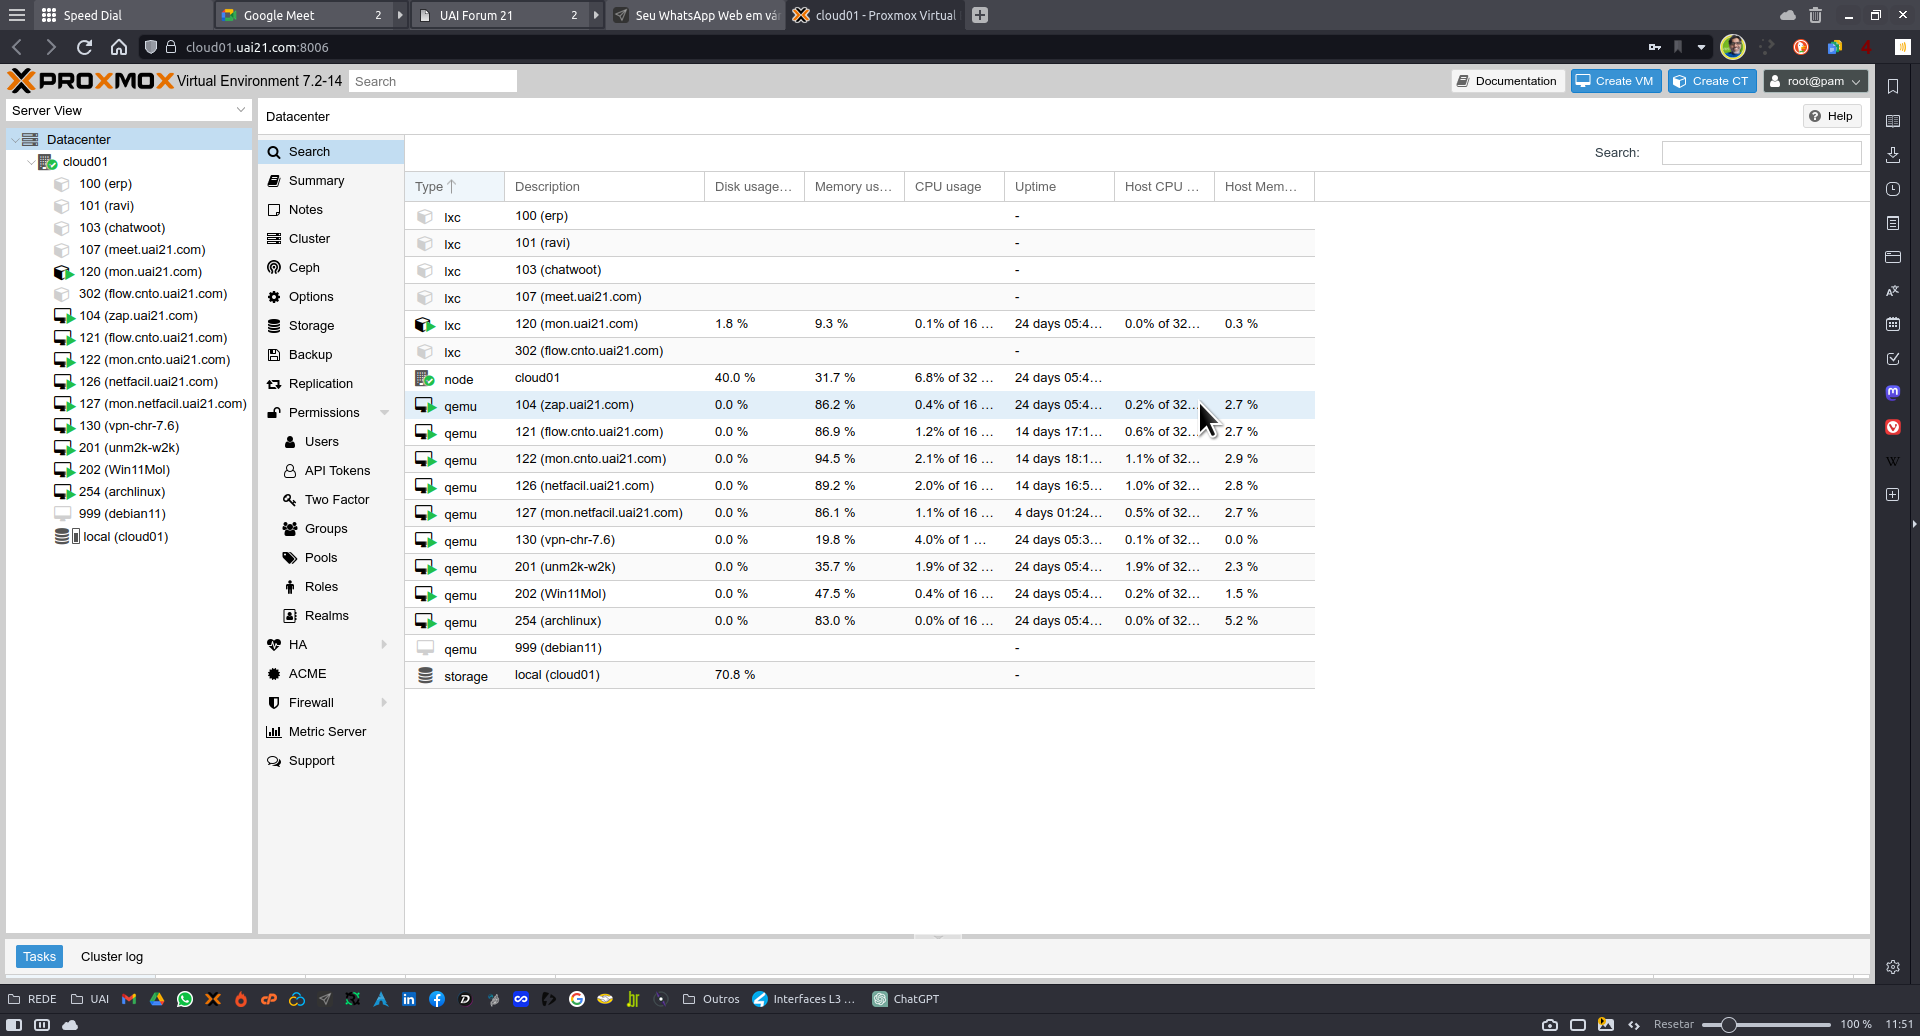 Speed Dial
Google Meet 2
UAI Forum 21 2
Seu WhatsApp Web em vá
cloud01 - Proxmox Virtual
cloud01.uai21.com:8006
PROXMOX Virtual Environment 7.2-14
Search
Documentation
Create VM
Create CT
root@pam
Server View
Datacenter
cloud01
100 (erp)
101 (ravi)
103 (chatwoot)
107 (meet.uai21.com)
120 (mon.uai21.com)
302 (flow.cnto.uai21.com)
104 (zap.uai21.com)
121 (flow.cnto.uai21.com)
122 (mon.cnto.uai21.com)
126 (netfacil.uai21.com)
127 (mon.netfacil.uai21.com)
130 (vpn-chr-7.6)
201 (unm2k-w2k)
202 (Win11Mol)
254 (archlinux)
999 (debian11)
local (cloud01)
Datacenter
Help
Search
Summary
Notes
Cluster
Ceph
Options
Storage
Backup
Replication
Permissions
Users
API Tokens
Two Factor
Groups
Pools
Roles
Realms
HA
ACME
Firewall
Metric Server
Support
Search:
Type Description Disk usage... Memory us... CPU usage Uptime Host CPU ... Host Mem...
lxc 100 (erp) -
lxc 101 (ravi) -
lxc 103 (chatwoot) -
lxc 107 (meet.uai21.com) -
lxc 120 (mon.uai21.com) 1.8 % 9.3 % 0.1% of 16 ... 24 days 05:4... 0.0% of 32... 0.3 %
lxc 302 (flow.cnto.uai21.com) -
node cloud01 40.0 % 31.7 % 6.8% of 32 ... 24 days 05:4...
qemu 104 (zap.uai21.com) 0.0 % 86.2 % 0.4% of 16 ... 24 days 05:4... 0.2% of 32... 2.7 %
qemu 121 (flow.cnto.uai21.com) 0.0 % 86.9 % 1.2% of 16 ... 14 days 17:1... 0.6% of 32... 2.7 %
qemu 122 (mon.cnto.uai21.com) 0.0 % 94.5 % 2.1% of 16 ... 14 days 18:1... 1.1% of 32... 2.9 %
qemu 126 (netfacil.uai21.com) 0.0 % 89.2 % 2.0% of 16 ... 14 days 16:5... 1.0% of 32... 2.8 %
qemu 127 (mon.netfacil.uai21.com) 0.0 % 86.1 % 1.1% of 16 ... 4 days 01:24... 0.5% of 32... 2.7 %
qemu 130 (vpn-chr-7.6) 0.0 % 19.8 % 4.0% of 1 ... 24 days 05:3... 0.1% of 32... 0.0 %
qemu 201 (unm2k-w2k) 0.0 % 35.7 % 1.9% of 32 ... 24 days 05:4... 1.9% of 32... 2.3 %
qemu 202 (Win11Mol) 0.0 % 47.5 % 0.4% of 16 ... 24 days 05:4... 0.2% of 32... 1.5 %
qemu 254 (archlinux) 0.0 % 83.0 % 0.0% of 16 ... 24 days 05:4... 0.0% of 32... 5.2 %
qemu 999 (debian11) -
storage local (cloud01) 70.8 % -
Tasks
Cluster log
REDE
UAI
Outros
Interfaces L3 ...
ChatGPT
Resetar
100 %
11:51